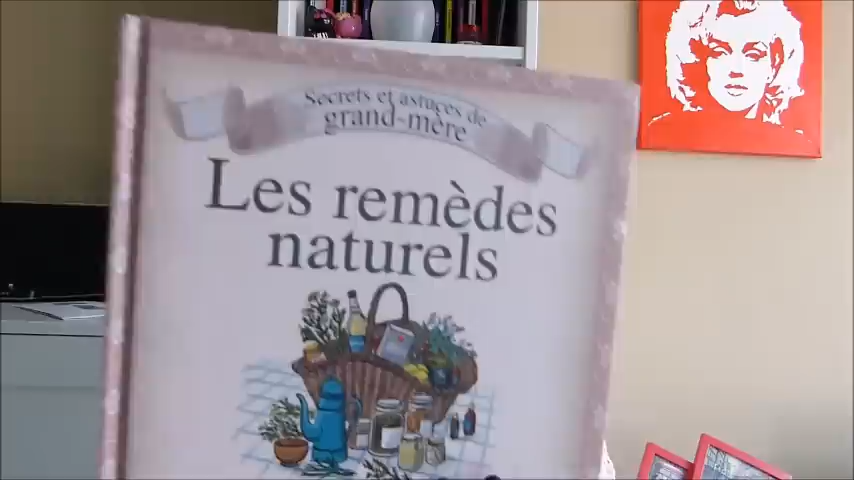 Secrets et astuces de
grand-mère
Les remèdes
naturels